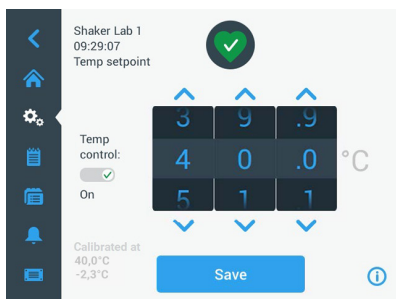 Shaker Lab 1
09:29:07
Temp setpoint
3 9 .9
Temp
control:
4 0 .0 °C
On
5 1 .1
Calibrated at
40,0°C
-2,3°C
Save